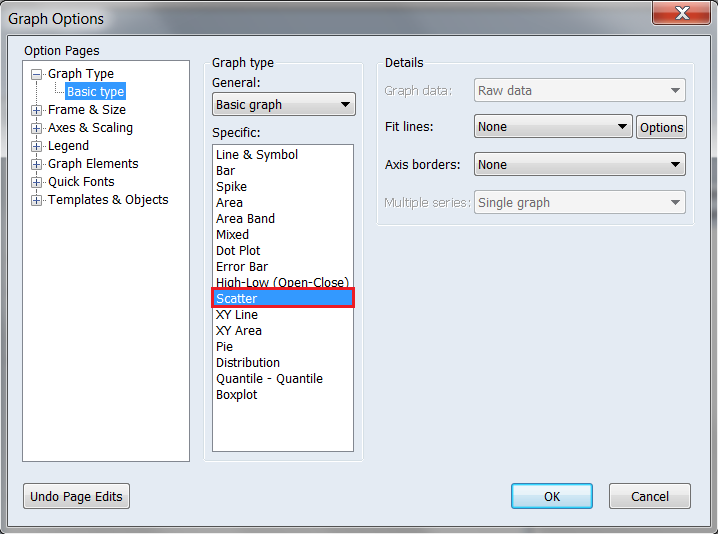 Graph Options
Option Pages
Graph Type
Basic type
Frame & Size
Axes & Scaling
Legend
Graph Elements
Quick Fonts
Templates & Objects
Graph type
General:
Basic graph
Specific:
Line & Symbol
Bar
Spike
Area
Area Band
Mixed
Dot Plot
Error Bar
High-Low (Open-Close)
Scatter
XY Line
XY Area
Pie
Distribution
Quantile - Quantile
Boxplot
Details
Graph data: Raw data
Fit lines: None Options
Axis borders: None
Multiple series: Single graph
Undo Page Edits
OK
Cancel